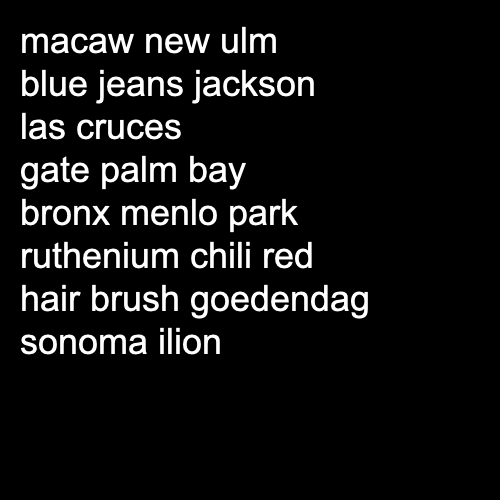 macaw new ulm
blue jeans jackson
las cruces
gate palm bay
bronx menlo park
ruthenium chili red
hair brush goedendag
sonoma ilion